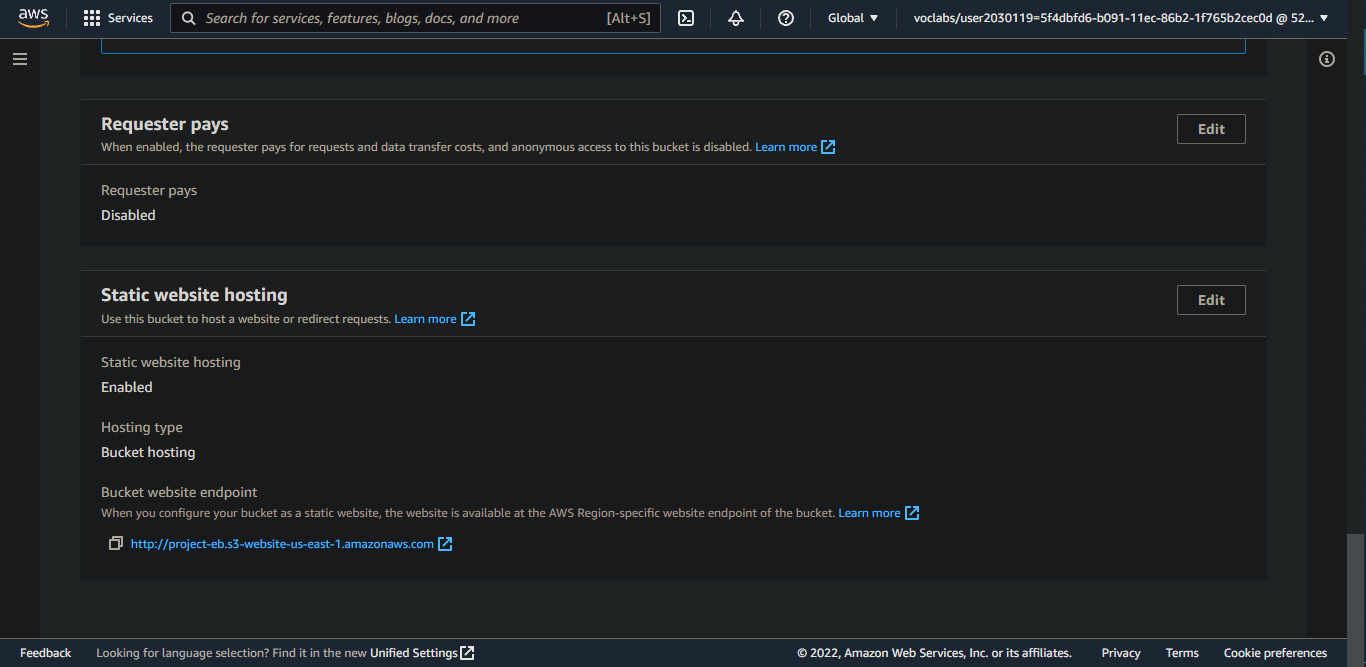 aws
Services
Search for services, features, blogs, docs, and more
[Alt+S]
Global
voclabs/user2030119=5f4dbfd6-b091-11ec-86b2-1f765b2cec0d @ 52...
Requester pays
Edit
When enabled, the requester pays for requests and data transfer costs, and anonymous access to this bucket is disabled. Learn more
Requester pays
Disabled
Static website hosting
Edit
Use this bucket to host a website or redirect requests. Learn more
Static website hosting
Enabled
Hosting type
Bucket hosting
Bucket website endpoint
When you configure your bucket as a static website, the website is available at the AWS Region-specific website endpoint of the bucket. Learn more
http://project-eb.s3-website-us-east-1.amazonaws.com
Feedback
Looking for language selection? Find it in the new Unified Settings
© 2022, Amazon Web Services, Inc. or its affiliates.
Privacy
Terms
Cookie preferences